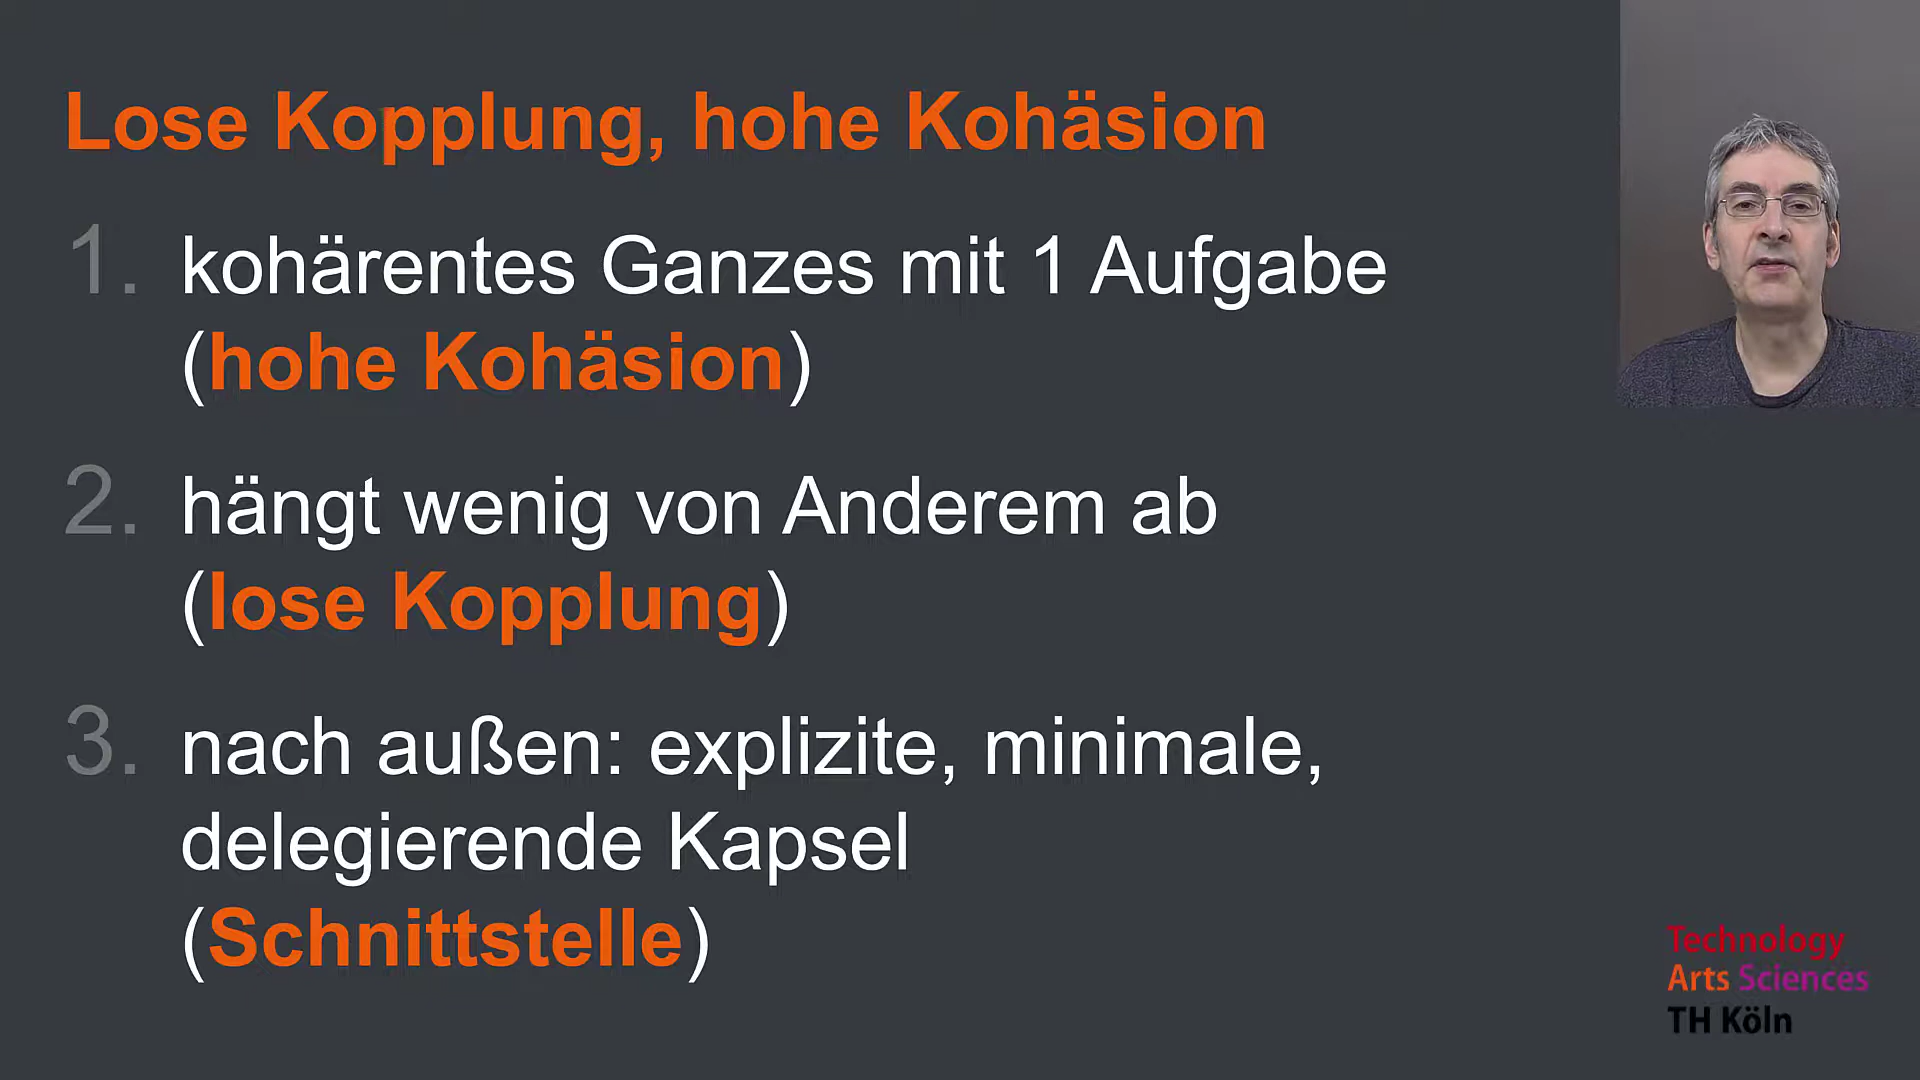 Lose Kopplung, hohe Kohäsion
1. kohärentes Ganzes mit 1 Aufgabe
(hohe Kohäsion)
2. hängt wenig von Anderem ab
(lose Kopplung)
3. nach außen: explizite, minimale,
delegierende Kapsel
(Schnittstelle)
Technology
Arts Sciences
TH Köln